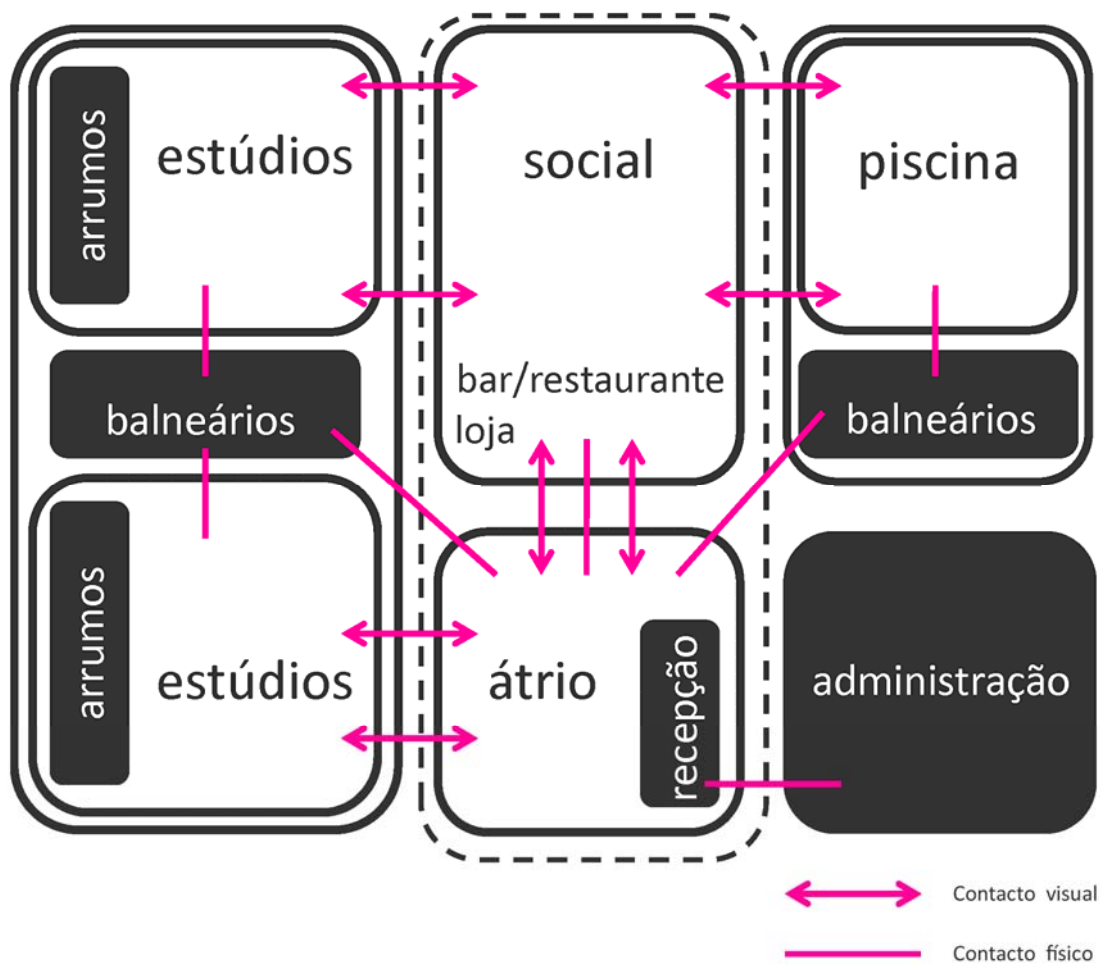 arrumos
estúdios
social
piscina
bar/restaurante
loja
balneários
balneários
arrumos
estúdios
átrio
recepção
administração
Contacto visual
Contacto físico